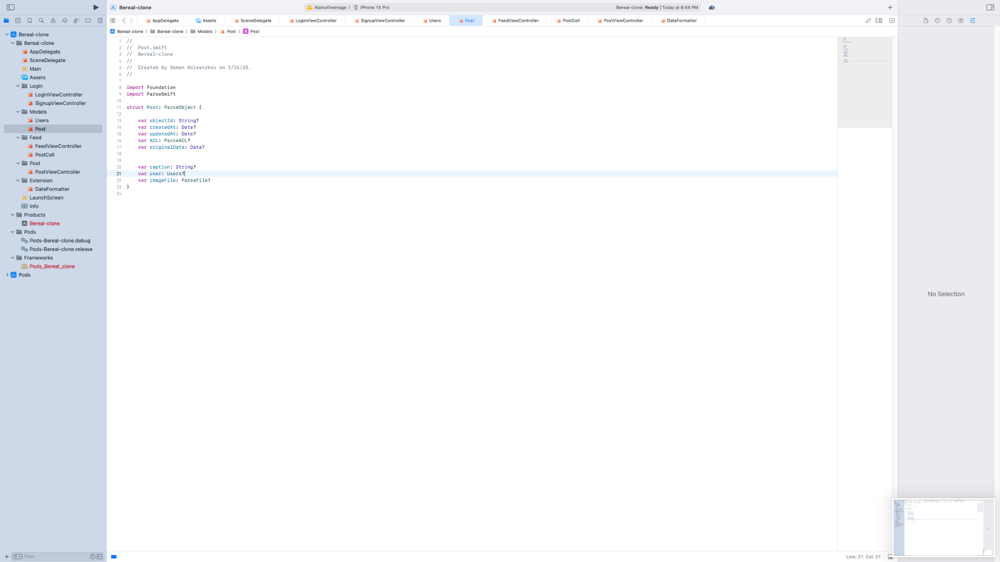 Bereal-clone
AlamofireImage 〉 iPhone 15 Pro
Bereal-clone: Ready | Today at 8:44 PM
AppDelegate
Assets
SceneDelegate
LoginViewController
SignupViewController
Users
Post
FeedViewController
PostCell
PostViewController
DateFormatter
Bereal-clone 〉 Bereal-clone 〉 Models 〉 Post 〉 S Post
Bereal-clone
Bereal-clone
AppDelegate
SceneDelegate
Main
Assets
Login
LoginViewController
SignupViewController
Models
Users
Post
Feed
FeedViewController
PostCell
Post
PostViewController
Extension
DateFormatter
LaunchScreen
Info
Products
Bereal-clone
Pods
Pods-Bereal-clone.debug
Pods-Bereal-clone.release
Frameworks
Pods_Bereal_clone
Pods
Filter
1 //
2 //  Post.swift
3 //  Bereal-clone
4 //
5 //  Created by Semen Kolesnykov on 2/16/25.
6 //
7
8 import Foundation
9 import ParseSwift
10
11 struct Post: ParseObject {
12
13     var objectId: String?
14     var createdAt: Date?
15     var updatedAt: Date?
16     var ACL: ParseACL?
17     var originalData: Data?
18
19
20     var caption: String?
21     var user: Users?
22     var imageFile: ParseFile?
23 }
24
No Selection
Line: 21 Col: 21